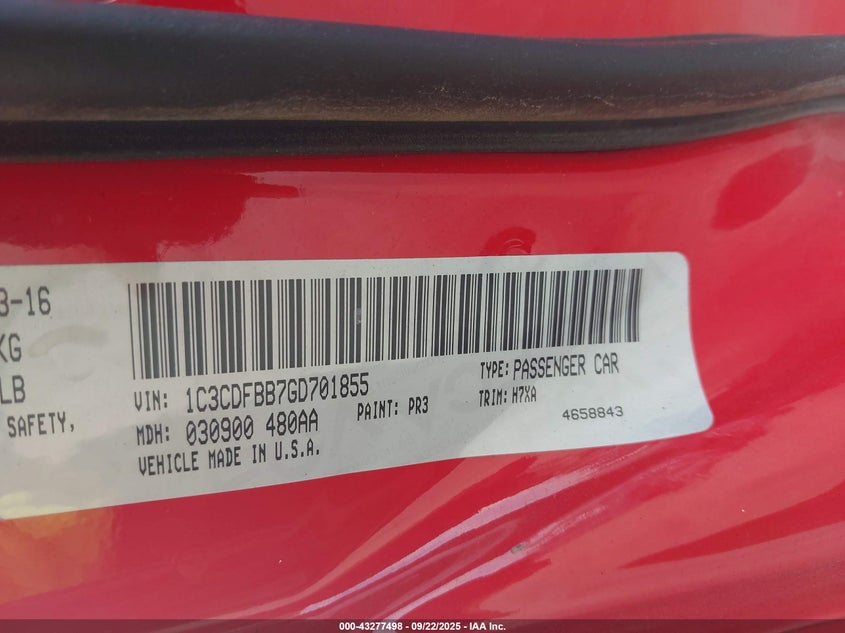 3-16
KG
LB
SAFETY,
VIN: 1C3CDFBB7GD701855
TYPE: PASSENGER CAR
MDH: 030900 480AA
PAINT: PR3
TRIM: H7XA
VEHICLE MADE IN U.S.A.
4658843
000-43277498 - 09/22/2025 - IAA Inc.